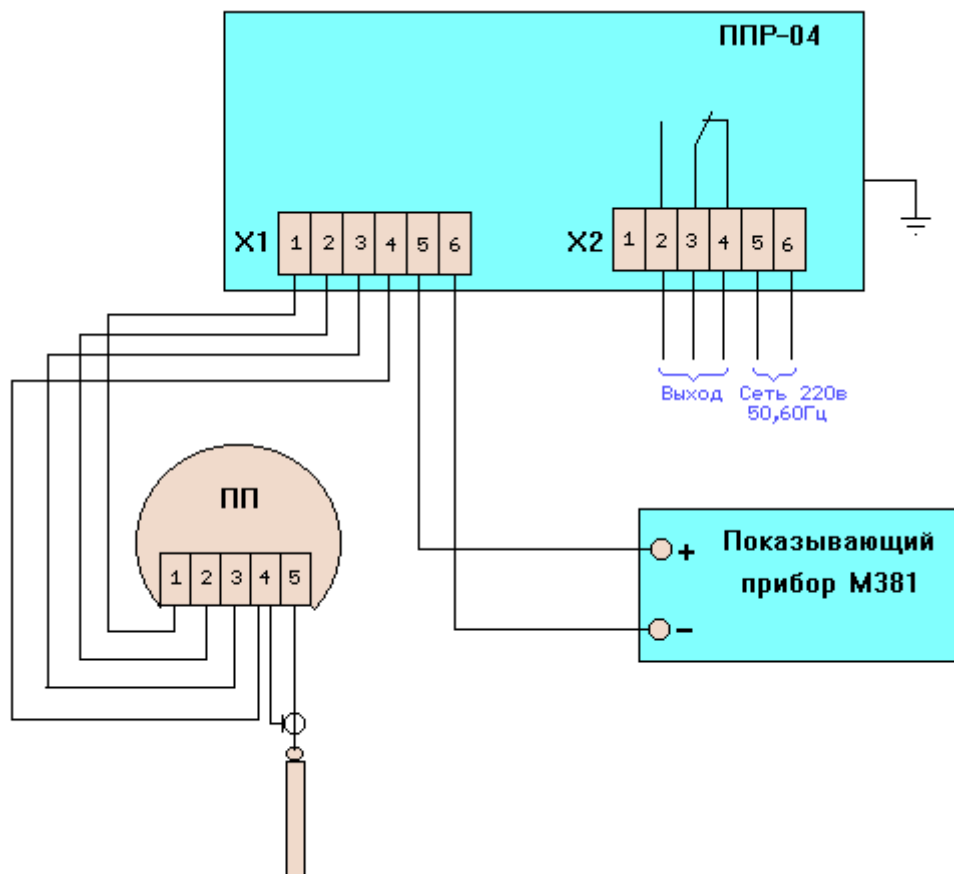 ППР-04
X1 1 2 3 4 5 6
X2 1 2 3 4 5 6
Выход
Сеть 220в
50,60Гц
ПП
1 2 3 4 5
+ Показывающий
прибор М381
-